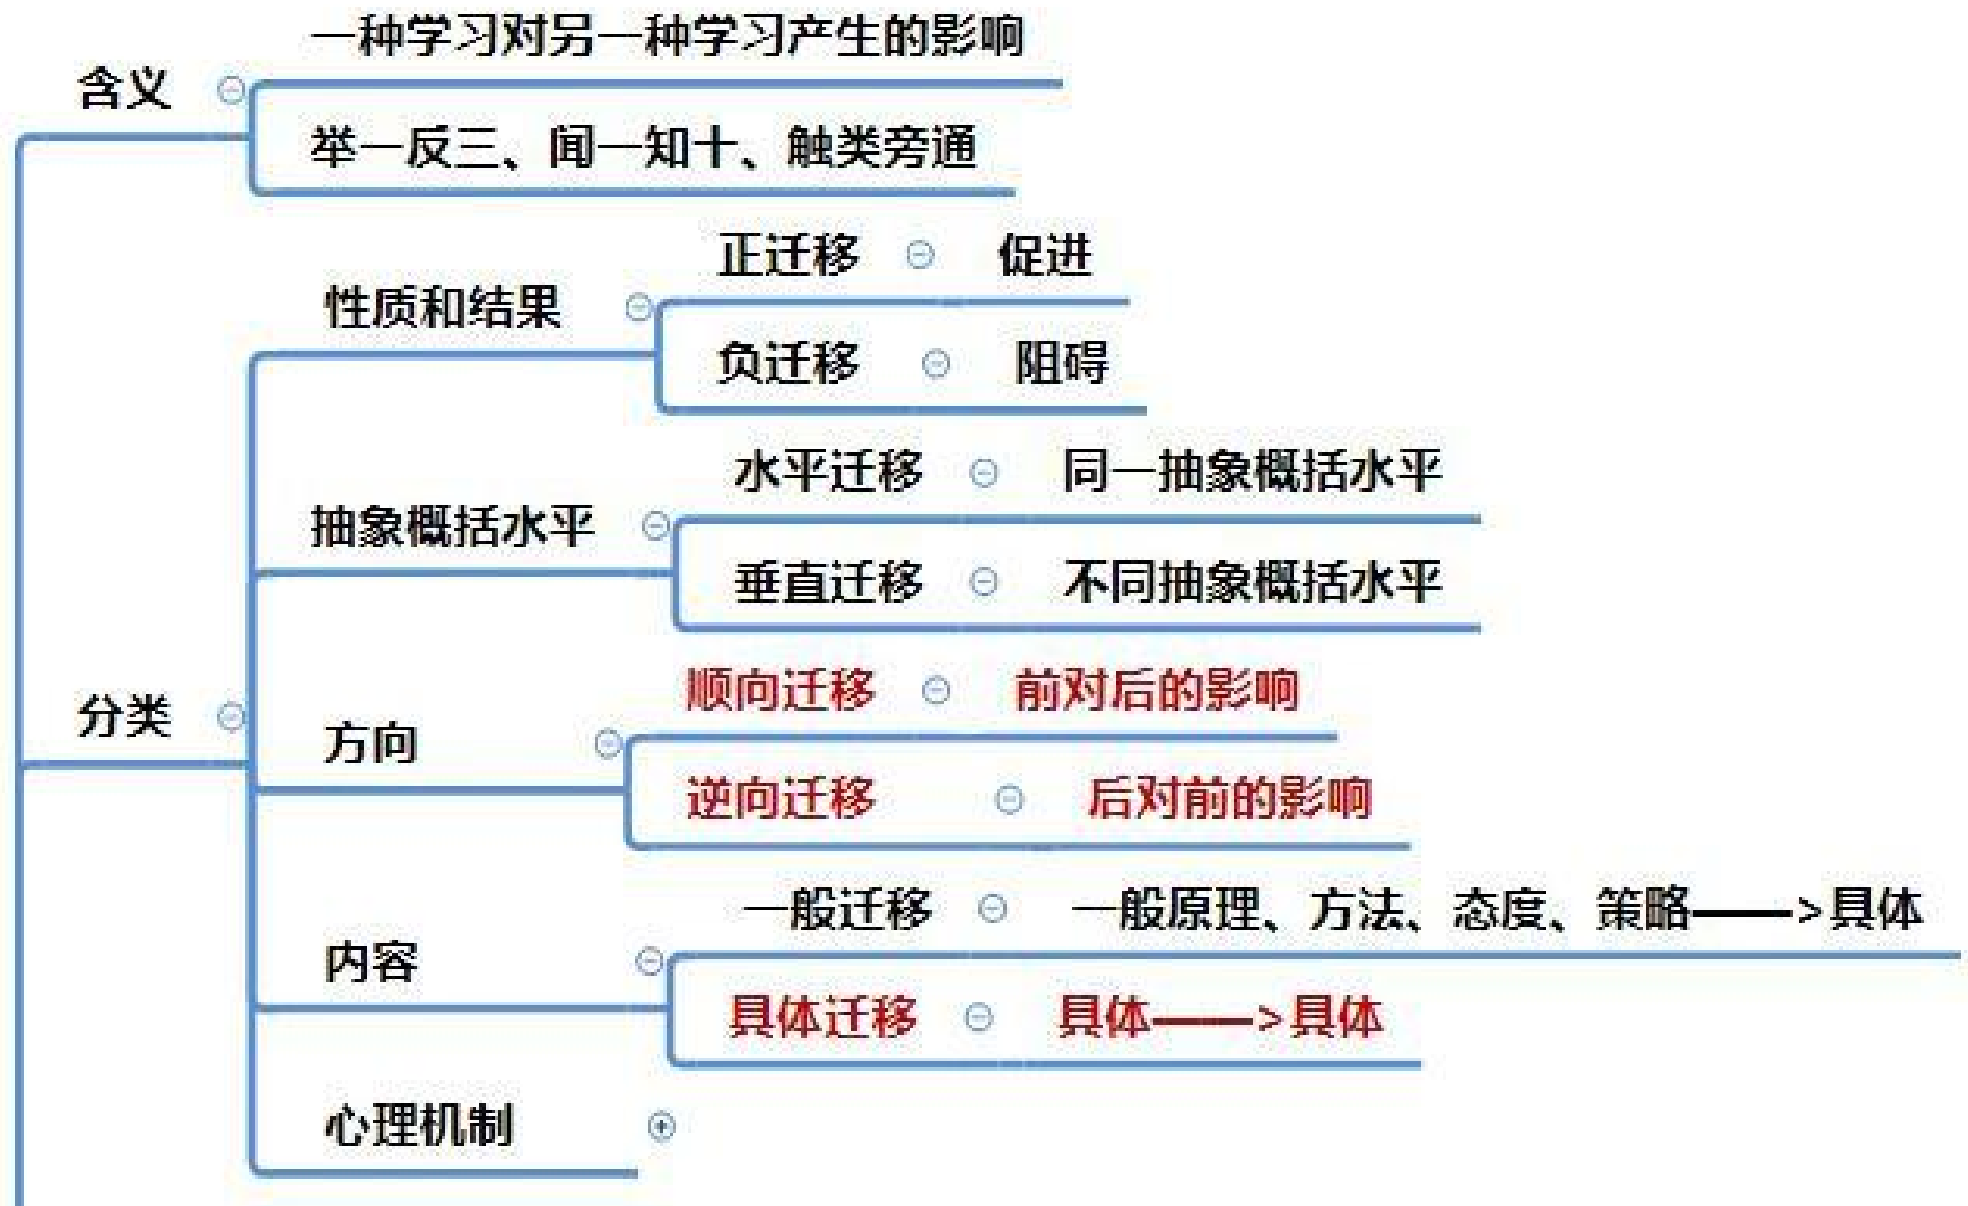 含义
一种学习对另一种学习产生的影响
举一反三、闻一知十、触类旁通
分类
性质和结果
正迁移 促进
负迁移 阻碍
抽象概括水平
水平迁移 同一抽象概括水平
垂直迁移 不同抽象概括水平
方向
顺向迁移 前对后的影响
逆向迁移 后对前的影响
内容
一般迁移 一般原理、方法、态度、策略——>具体
具体迁移 具体——>具体
心理机制